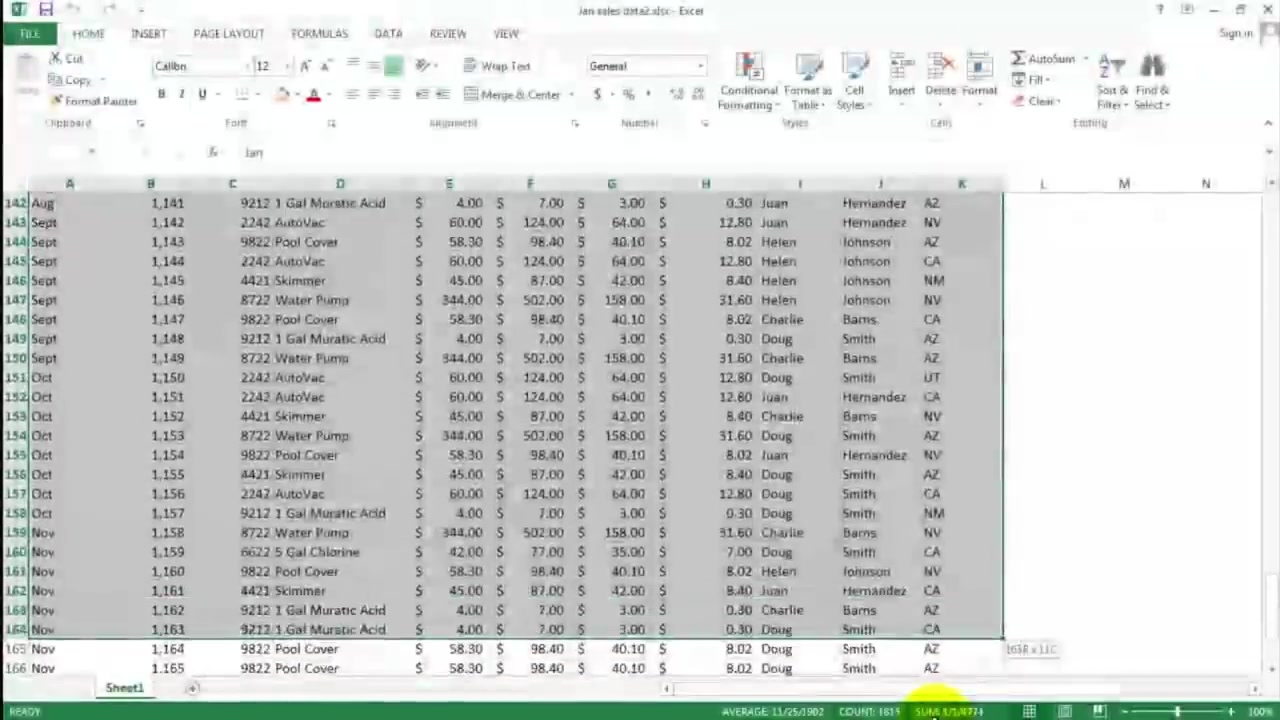 Jan sales data2.xlsx - Excel
FILE HOME INSERT PAGE LAYOUT FORMULAS DATA REVIEW VIEW Sign in
Cut Calibri 12 Wrap Text General AutoSum
Copy Fill
Format Painter B I U Merge & Center $ % Conditional Formatting Format as Table Cell Styles Insert Delete Format Clear Sort & Filter Find & Select
Clipboard Font Alignment Number Styles Cells Editing
fx Jan
A B C D E F G H I J K L M N
142 Aug 1,141 9212 1 Gal Muratic Acid $ 4.00 $ 7.00 $ 3.00 $ 0.30 Juan Hernandez AZ
143 Sept 1,142 2242 AutoVac $ 60.00 $ 124.00 $ 64.00 $ 12.80 Juan Hernandez NV
144 Sept 1,143 9822 Pool Cover $ 58.30 $ 98.40 $ 40.10 $ 8.02 Helen Johnson AZ
145 Sept 1,144 2242 AutoVac $ 60.00 $ 124.00 $ 64.00 $ 12.80 Helen Johnson CA
146 Sept 1,145 4421 Skimmer $ 45.00 $ 87.00 $ 42.00 $ 8.40 Helen Johnson NM
147 Sept 1,146 8722 Water Pump $ 344.00 $ 502.00 $ 158.00 $ 31.60 Helen Johnson NV
148 Sept 1,147 9822 Pool Cover $ 58.30 $ 98.40 $ 40.10 $ 8.02 Charlie Barns CA
149 Sept 1,148 9212 1 Gal Muratic Acid $ 4.00 $ 7.00 $ 3.00 $ 0.30 Doug Smith AZ
150 Sept 1,149 8722 Water Pump $ 344.00 $ 502.00 $ 158.00 $ 31.60 Charlie Barns AZ
151 Oct 1,150 2242 AutoVac $ 60.00 $ 124.00 $ 64.00 $ 12.80 Doug Smith UT
152 Oct 1,151 2242 AutoVac $ 60.00 $ 124.00 $ 64.00 $ 12.80 Juan Hernandez CA
153 Oct 1,152 4421 Skimmer $ 45.00 $ 87.00 $ 42.00 $ 8.40 Charlie Barns NV
154 Oct 1,153 8722 Water Pump $ 344.00 $ 502.00 $ 158.00 $ 31.60 Doug Smith AZ
155 Oct 1,154 9822 Pool Cover $ 58.30 $ 98.40 $ 40.10 $ 8.02 Juan Hernandez NV
156 Oct 1,155 4421 Skimmer $ 45.00 $ 87.00 $ 42.00 $ 8.40 Doug Smith AZ
157 Oct 1,156 2242 AutoVac $ 60.00 $ 124.00 $ 64.00 $ 12.80 Doug Smith CA
158 Oct 1,157 9212 1 Gal Muratic Acid $ 4.00 $ 7.00 $ 3.00 $ 0.30 Doug Smith NM
159 Nov 1,158 8722 Water Pump $ 344.00 $ 502.00 $ 158.00 $ 31.60 Charlie Barns NV
160 Nov 1,159 6622 5 Gal Chlorine $ 42.00 $ 77.00 $ 35.00 $ 7.00 Doug Smith CA
161 Nov 1,160 9822 Pool Cover $ 58.30 $ 98.40 $ 40.10 $ 8.02 Helen Johnson NV
162 Nov 1,161 4421 Skimmer $ 45.00 $ 87.00 $ 42.00 $ 8.40 Juan Hernandez CA
163 Nov 1,162 9212 1 Gal Muratic Acid $ 4.00 $ 7.00 $ 3.00 $ 0.30 Charlie Barns AZ
164 Nov 1,163 9212 1 Gal Muratic Acid $ 4.00 $ 7.00 $ 3.00 $ 0.30 Doug Smith CA
165 Nov 1,164 9822 Pool Cover $ 58.30 $ 98.40 $ 40.10 $ 8.02 Doug Smith AZ 163R x 11C
166 Nov 1,165 9822 Pool Cover $ 58.30 $ 98.40 $ 40.10 $ 8.02 Doug Smith AZ
Sheet1
READY AVERAGE: 11/25/1902 COUNT: 1615 SUM: 100%